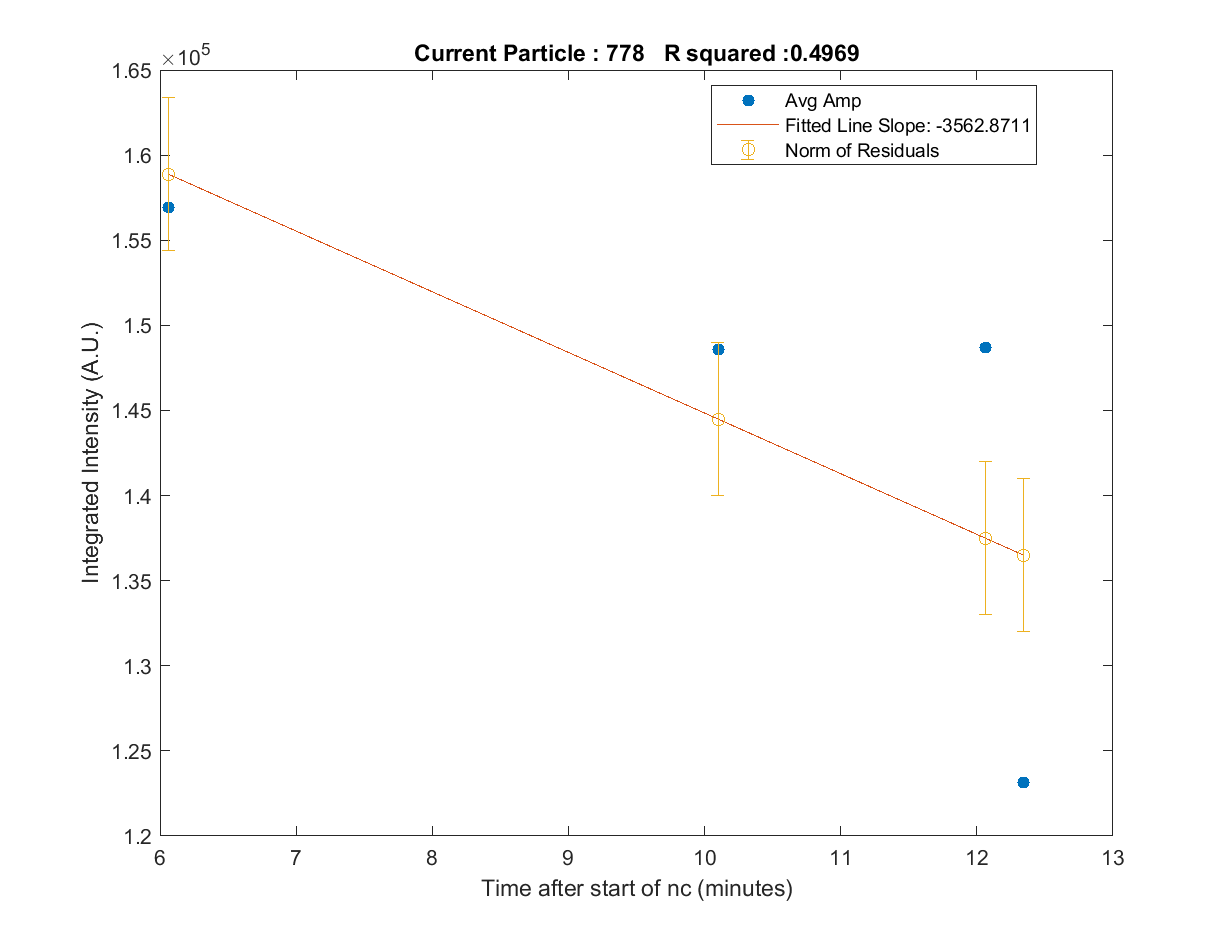 Current Particle : 778   R squared :0.4969
×10⁵
1.65
1.6
1.55
1.5
1.45
1.4
1.35
1.3
1.25
1.2
Integrated Intensity (A.U.)
Avg Amp
Fitted Line Slope: -3562.8711
Norm of Residuals
6 7 8 9 10 11 12 13
Time after start of nc (minutes)